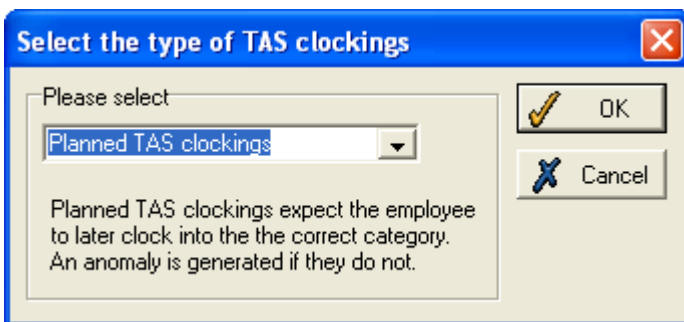 Select the type of TAS clockings
Please select
Planned TAS clockings
OK
Cancel
Planned TAS clockings expect the employee
to later clock into the the correct category.
An anomaly is generated if they do not.